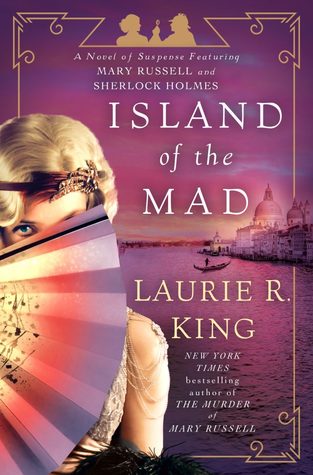 A Novel of Suspense Featuring
MARY RUSSELL and
SHERLOCK HOLMES
ISLAND
of the
MAD
LAURIE R.
KING
NEW YORK
TIMES
bestselling
author of
THE MURDER
of
MARY RUSSELL